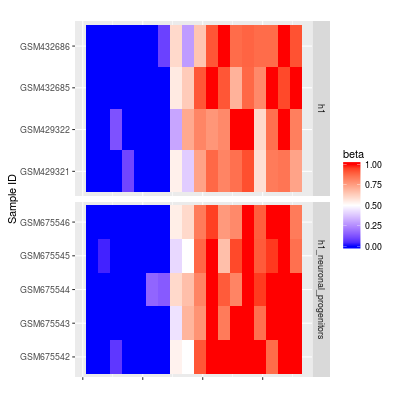 GSM432686
GSM432685
GSM429322
GSM429321
h1
GSM675546
GSM675545
GSM675544
GSM675543
GSM675542
h1_neuronal_progenitors
Sample ID
beta
1.00
0.75
0.50
0.25
0.00